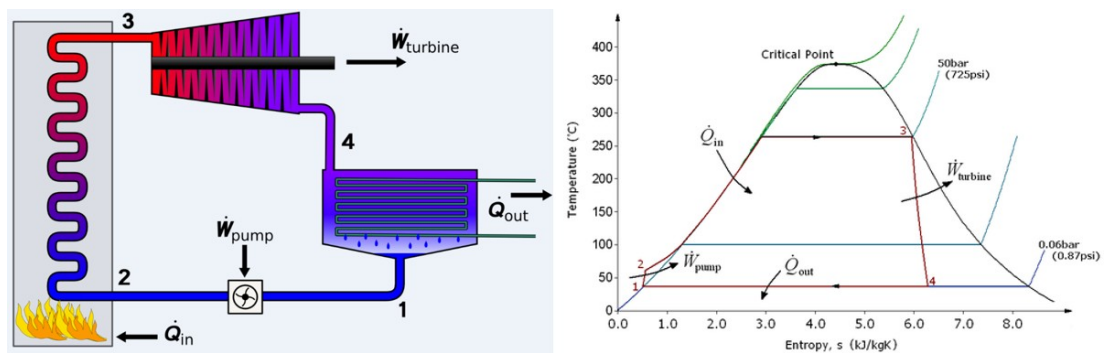 3
Ẇturbine
4
Q̇out
Ẇpump
2
1
Q̇in
400
350
300
250
200
150
100
50
0
Temperature (°C)
Critical Point
50bar
(725psi)
3
Q̇in
Ẇturbine
0.06bar
(0.87psi)
2
Ẇpump
Q̇out
1
4
0.0 1.0 2.0 3.0 4.0 5.0 6.0 7.0 8.0
Entropy, s (kJ/kgK)